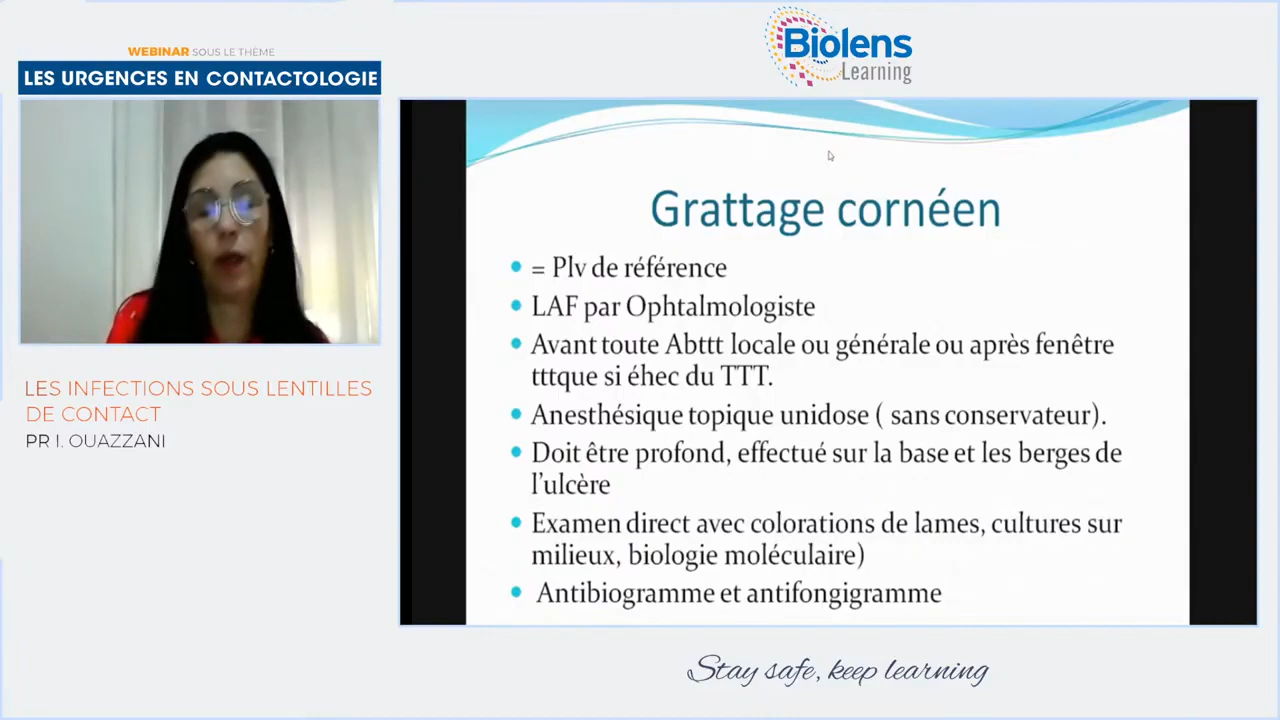 WEBINAR SOUS LE THÈME
LES URGENCES EN CONTACTOLOGIE
LES INFECTIONS SOUS LENTILLES
DE CONTACT
PR I. OUAZZANI
Biolens
Learning
Grattage cornéen
= Plv de référence
LAF par Ophtalmologiste
Avant toute Abttt locale ou générale ou après fenêtre
tttque si éhec du TTT.
Anesthésique topique unidose ( sans conservateur).
Doit être profond, effectué sur la base et les berges de
l'ulcère
Examen direct avec colorations de lames, cultures sur
milieux, biologie moléculaire)
Antibiogramme et antifongigramme
Stay safe, keep learning